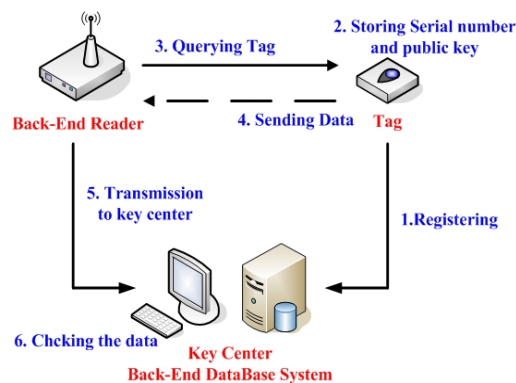 2. Storing Serial number
and public key
3. Querying Tag
4. Sending Data
Back-End Reader
Tag
5. Transmission
to key center
1.Registering
6. Chcking the data
Key Center
Back-End DataBase System